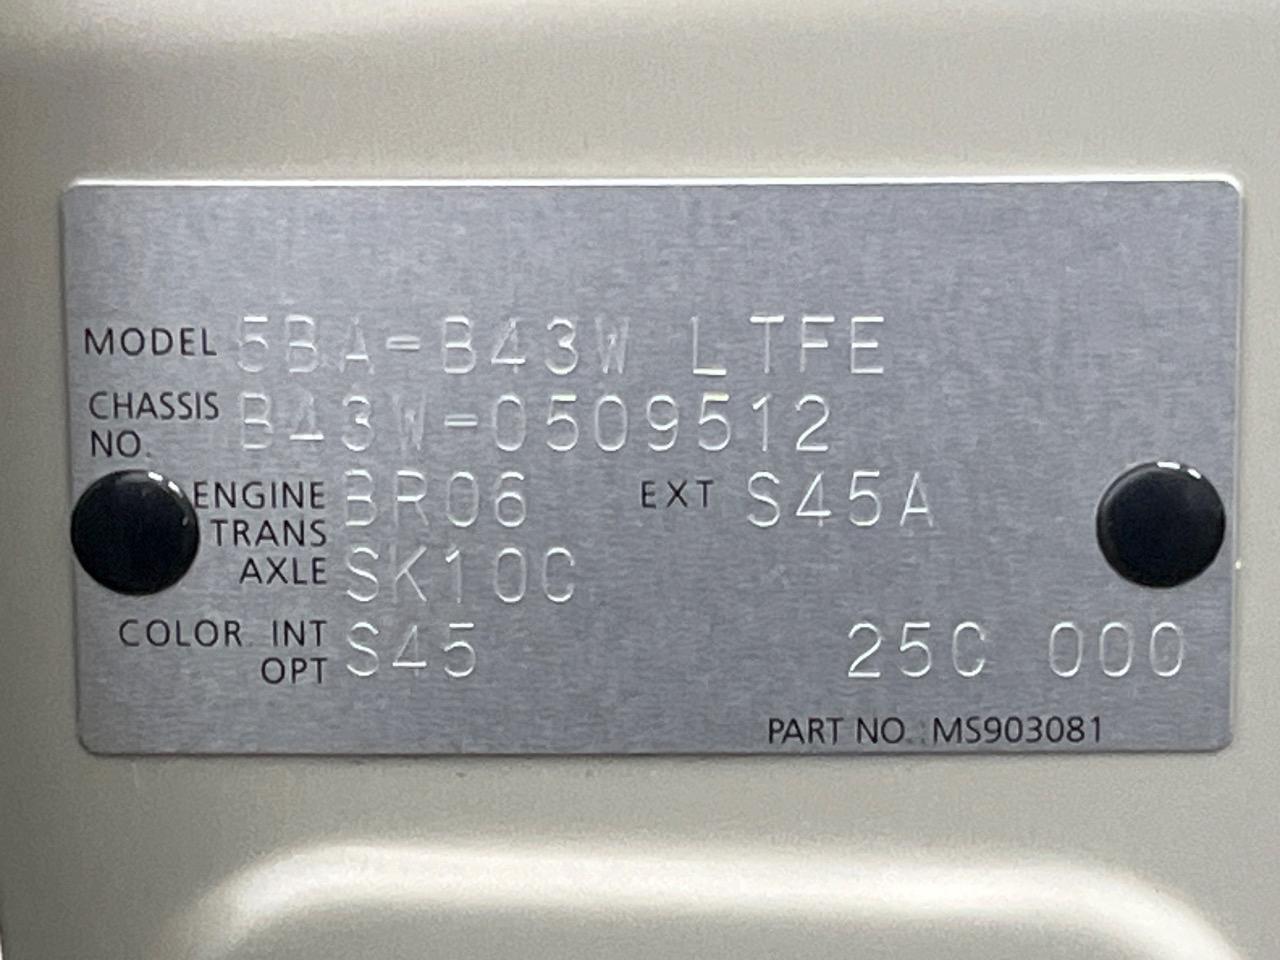 MODEL 5BA-B43W LTFE
CHASSIS NO. B43W-0509512
ENGINE BR06 EXT S45A
TRANS AXLE SK10C
COLOR INT OPT S45 25C 000
PART NO.:MS903081